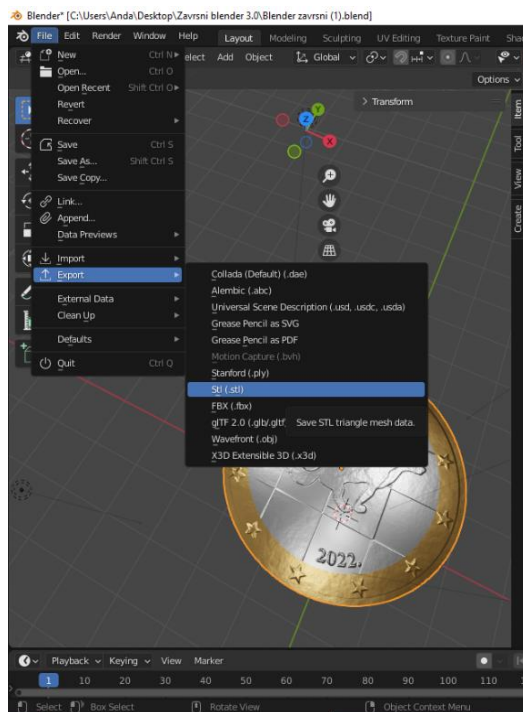 Blender* [C:\Users\Anda\Desktop\Zavrsni blender 3.0\Blender zavrsni (1).blend]
File Edit Render Window Help Layout Modeling Sculpting UV Editing Texture Paint
elect Add Object Global
Options
New Ctrl N
Open... Ctrl O
Open Recent Shift Ctrl O
Revert
Recover
Save Ctrl S
Save As... Shift Ctrl S
Save Copy...
Link...
Append...
Data Previews
Import
Export
External Data
Clean Up
Defaults
Quit Ctrl Q
Transform
Item
Tool
View
Create
Z
Y
X
Collada (Default) (.dae)
Alembic (.abc)
Universal Scene Description (.usd, .usdc, .usda)
Grease Pencil as SVG
Grease Pencil as PDF
Motion Capture (.bvh)
Stanford (.ply)
Stl (.stl)
FBX (.fbx)
glTF 2.0 (.glb/.gltf) Save STL triangle mesh data.
Wavefront (.obj)
X3D Extensible 3D (.x3d)
2022.
Playback Keying View Marker
1 10 20 30 40 50 60 70 80 90 100 110
Select Box Select Rotate View Object Context Menu